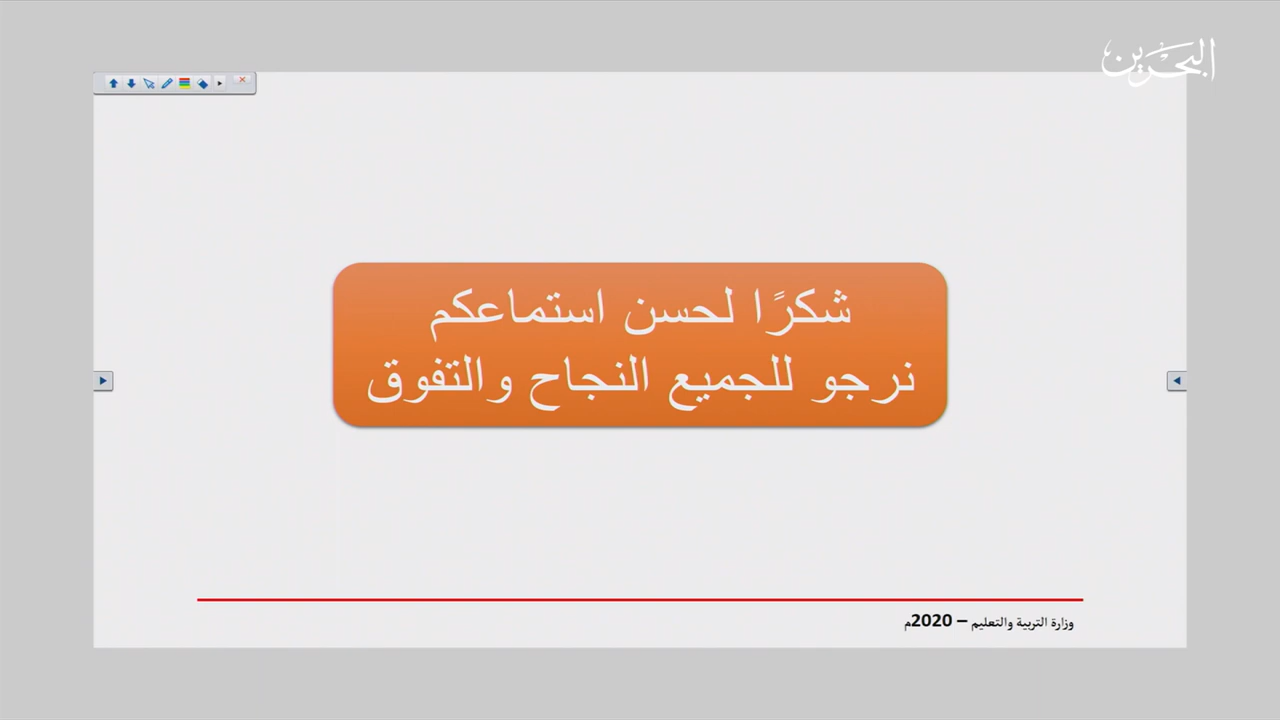 البحرين
شكرًا لحسن استماعكم
نرجو للجميع النجاح والتفوق
وزارة التربية والتعليم – 2020م